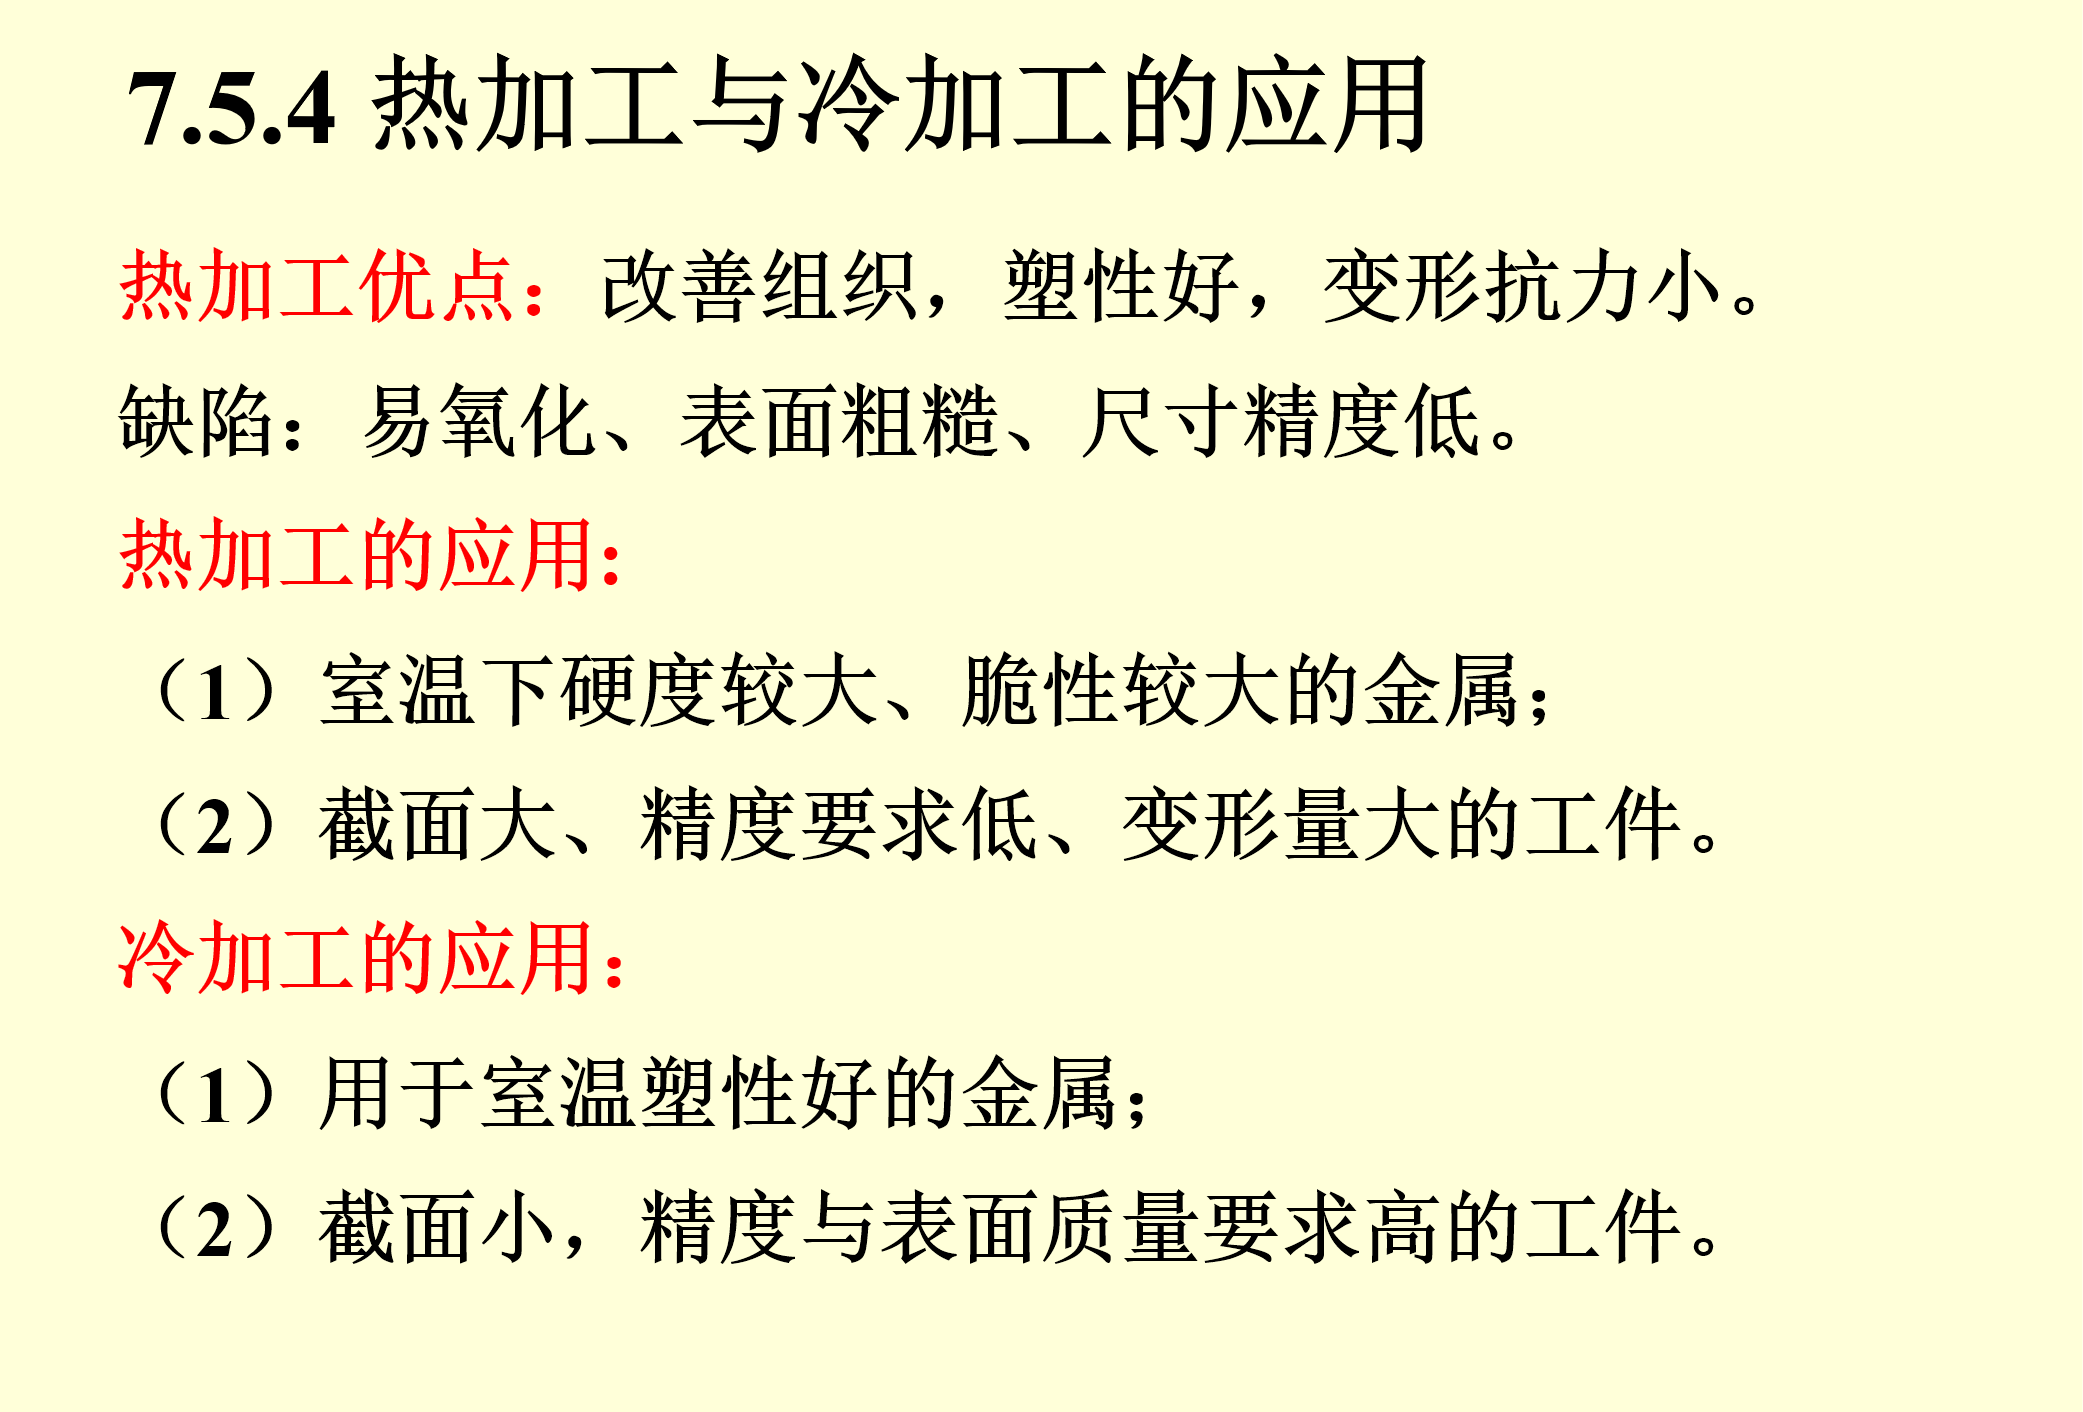 7.5.4 热加工与冷加工的应用
热加工优点：改善组织，塑性好，变形抗力小。
缺陷：易氧化、表面粗糙、尺寸精度低。
热加工的应用:
（1）室温下硬度较大、脆性较大的金属；
（2）截面大、精度要求低、变形量大的工件。
冷加工的应用：
（1）用于室温塑性好的金属；
（2）截面小，精度与表面质量要求高的工件。